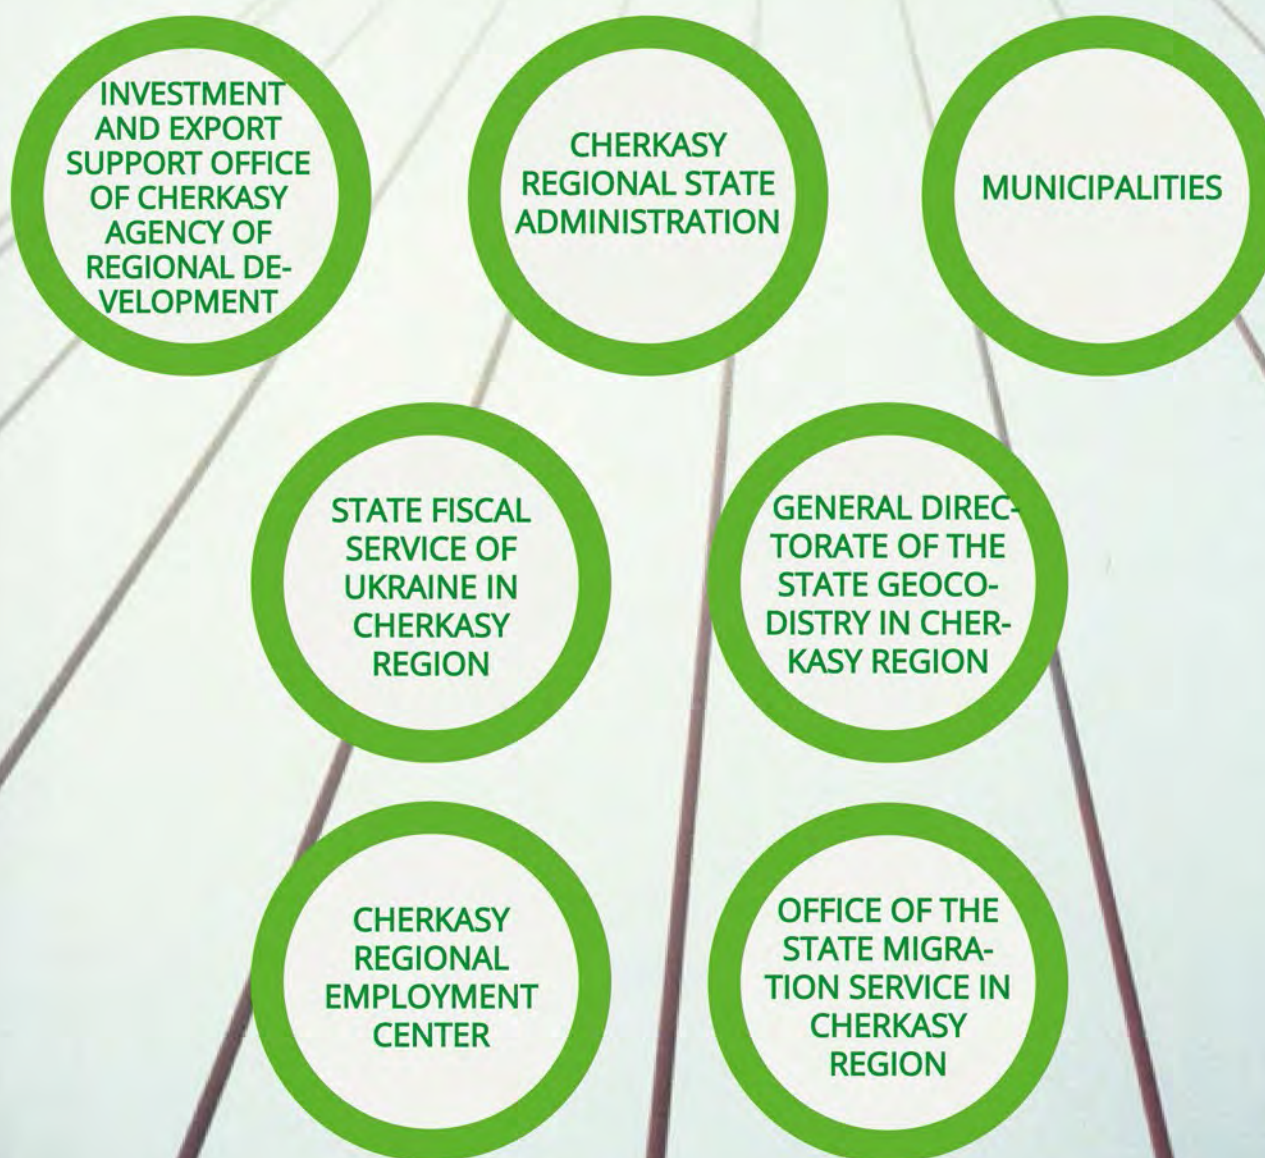 INVESTMENT
AND EXPORT
SUPPORT OFFICE
OF CHERKASY
AGENCY OF
REGIONAL DE-
VELOPMENT
CHERKASY
REGIONAL STATE
ADMINISTRATION
MUNICIPALITIES
STATE FISCAL
SERVICE OF
UKRAINE IN
CHERKASY
REGION
GENERAL DIREC-
TORATE OF THE
STATE GEOCO-
DISTRY IN CHER-
KASY REGION
CHERKASY
REGIONAL
EMPLOYMENT
CENTER
OFFICE OF THE
STATE MIGRA-
TION SERVICE IN
CHERKASY
REGION